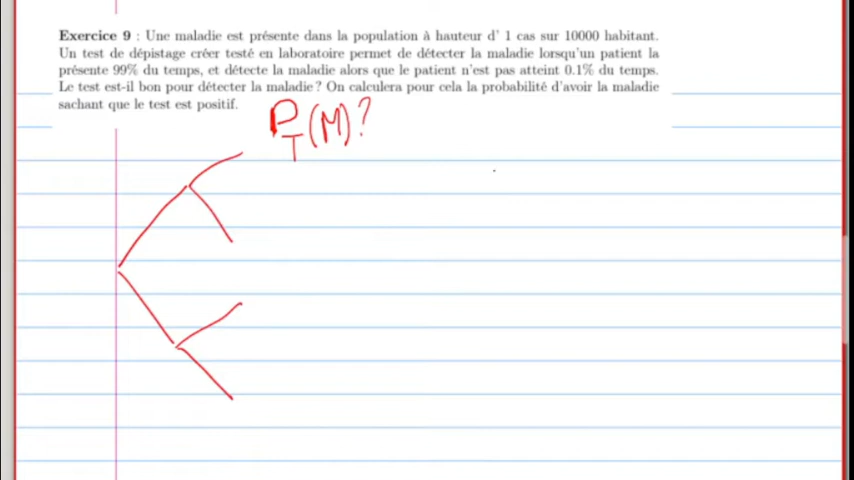 Exercice 9 : Une maladie est présente dans la population à hauteur d' 1 cas sur 10000 habitant.
Un test de dépistage créer testé en laboratoire permet de détecter la maladie lorsqu'un patient la
présente 99% du temps, et détecte la maladie alors que le patient n'est pas atteint 0.1% du temps.
Le test est-il bon pour détecter la maladie ? On calculera pour cela la probabilité d'avoir la maladie
sachant que le test est positif.
P_T(M)?